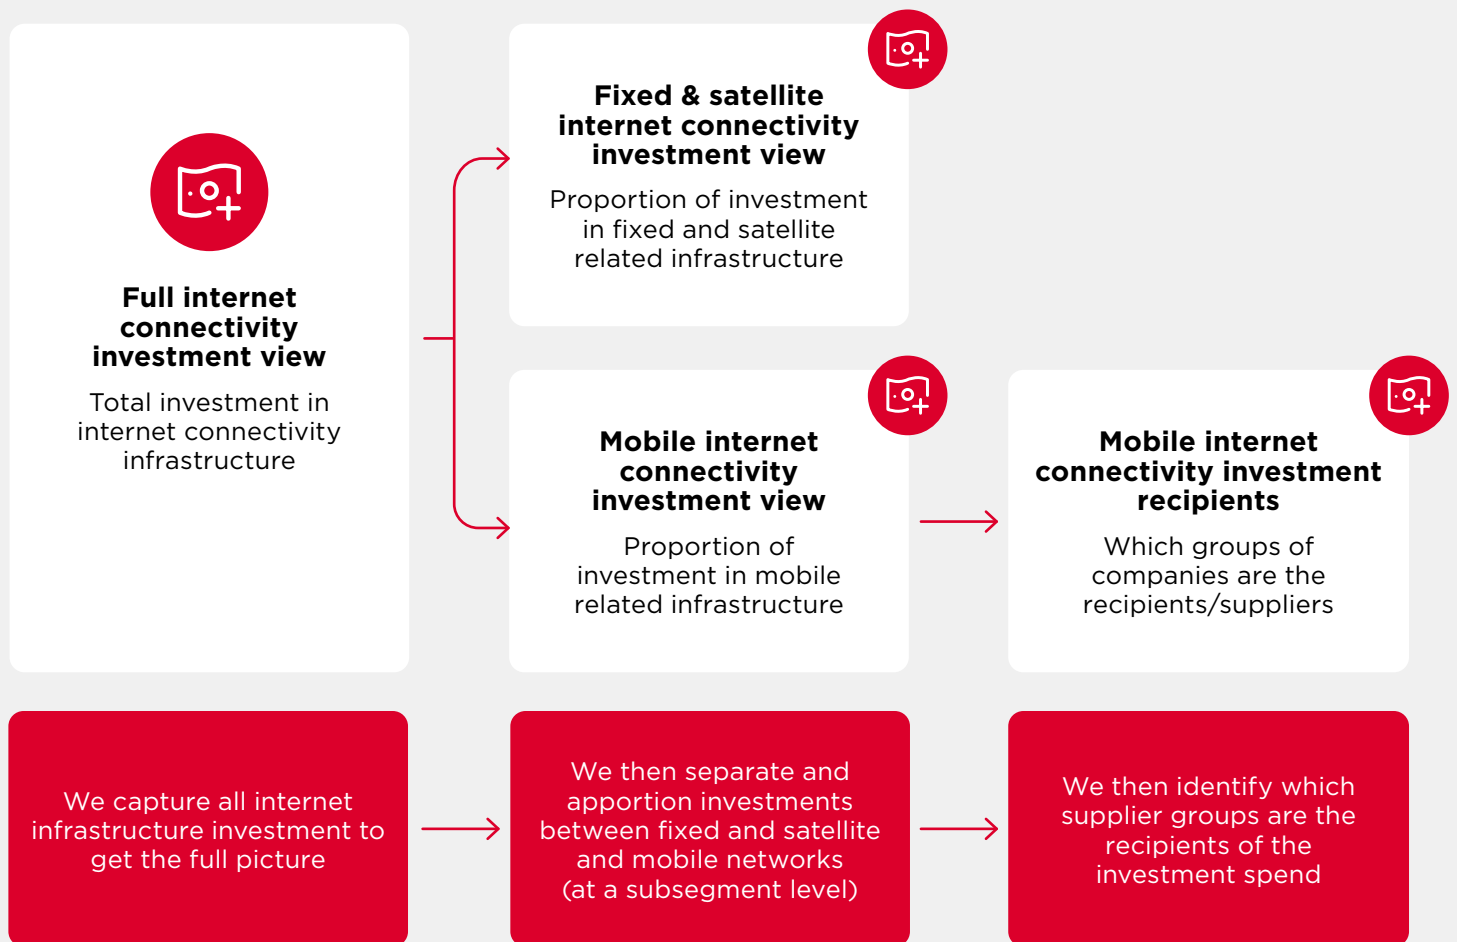 Full internet
connectivity
investment view
Total investment in
internet connectivity
infrastructure
Fixed & satellite
internet connectivity
investment view
Proportion of investment
in fixed and satellite
related infrastructure
Mobile internet
connectivity
investment view
Proportion of
investment in mobile
related infrastructure
Mobile internet
connectivity investment
recipients
Which groups of
companies are the
recipients/suppliers
We capture all internet
infrastructure investment to
get the full picture
We then separate and
apportion investments
between fixed and satellite
and mobile networks
(at a subsegment level)
We then identify which
supplier groups are the
recipients of the
investment spend